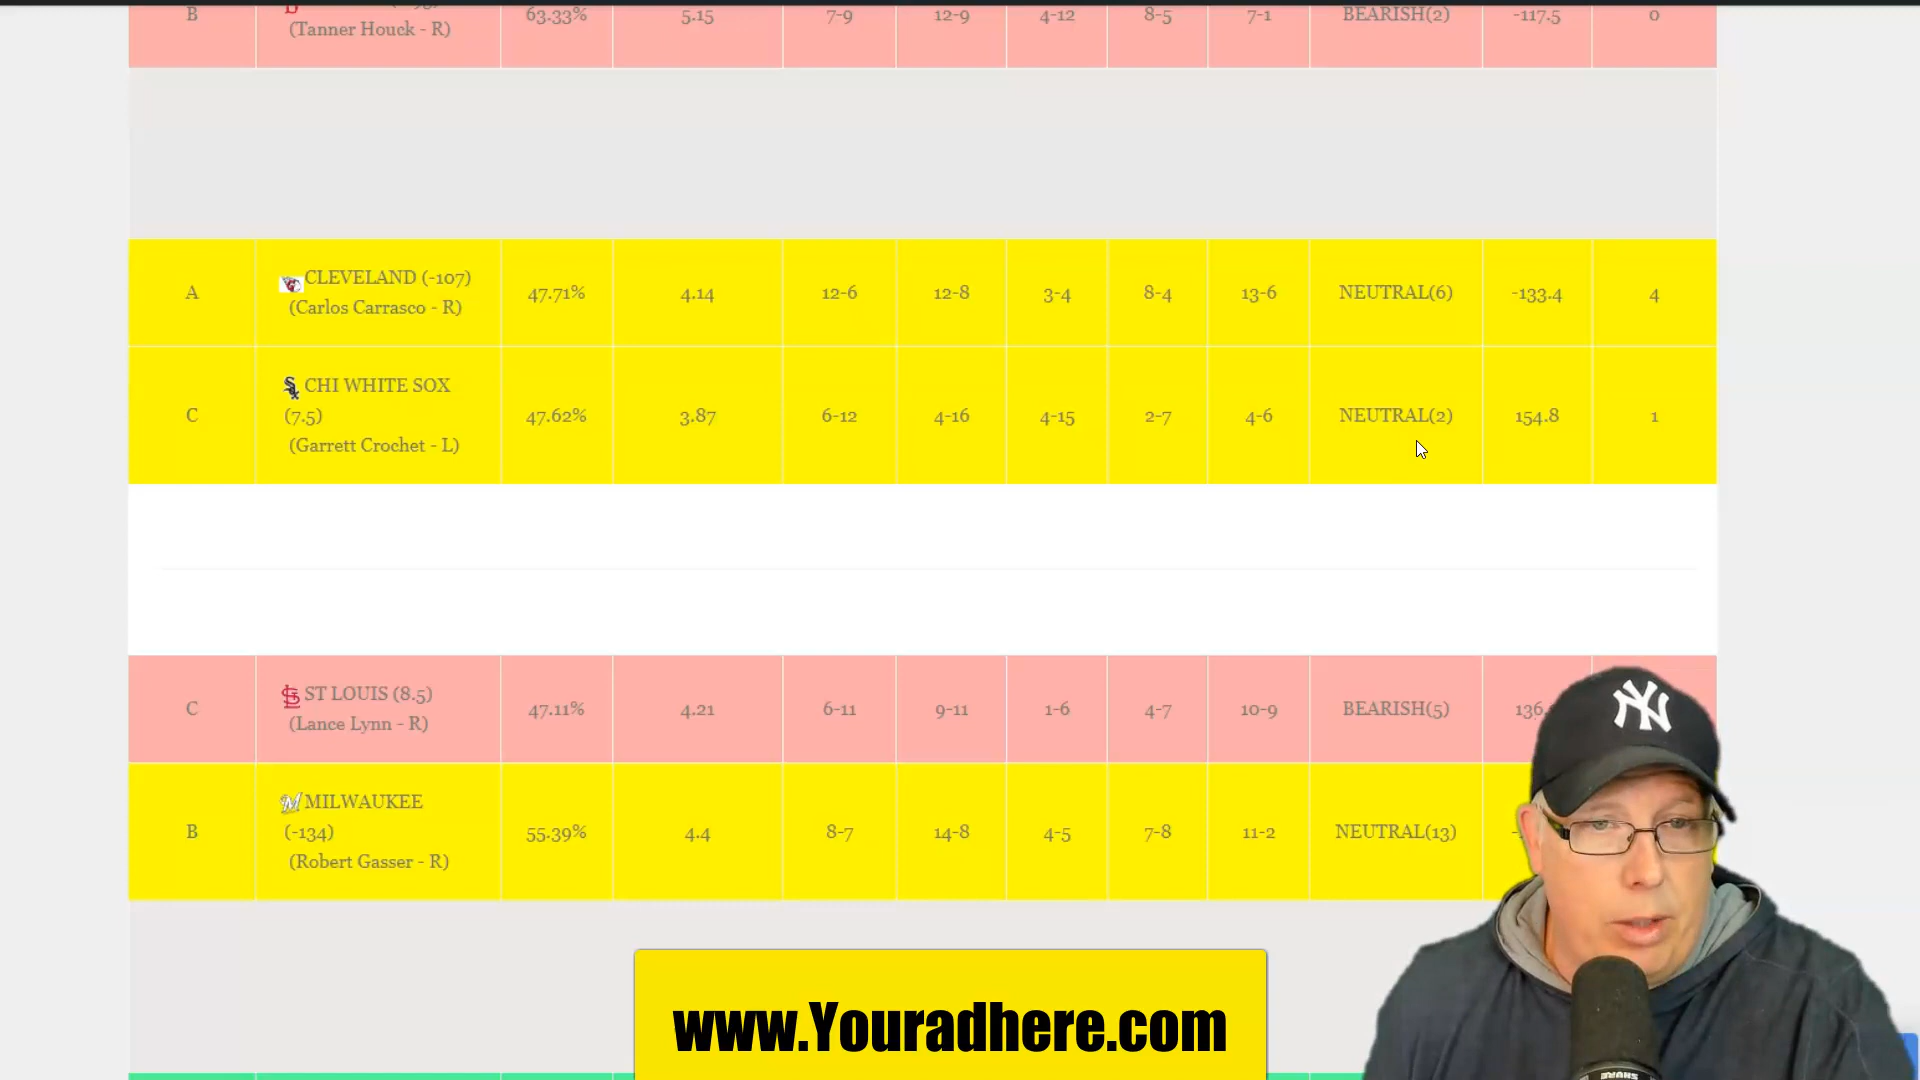 B 63.33% 5.15 7-9 12-9 4-12 8-5 7-1 BEARISH(2) -117.5 0
(Tanner Houck - R)
CLEVELAND (-107)
A 47.71% 4.14 12-6 12-8 3-4 8-4 13-6 NEUTRAL(6) -133.4 4
(Carlos Carrasco - R)
CHI WHITE SOX
C (7.5) 47.62% 3.87 6-12 4-16 4-15 2-7 4-6 NEUTRAL(2) 154.8 1
(Garrett Crochet - L)
ST LOUIS (8.5)
C 47.11% 4.21 6-11 9-11 1-6 4-7 10-9 BEARISH(5)
(Lance Lynn - R)
MILWAUKEE
B (-134) 55.39% 4.4 8-7 14-8 4-5 7-8 11-2 NEUTRAL(13)
(Robert Gasser - R)
www.Youradhere.com
NY
SHURE